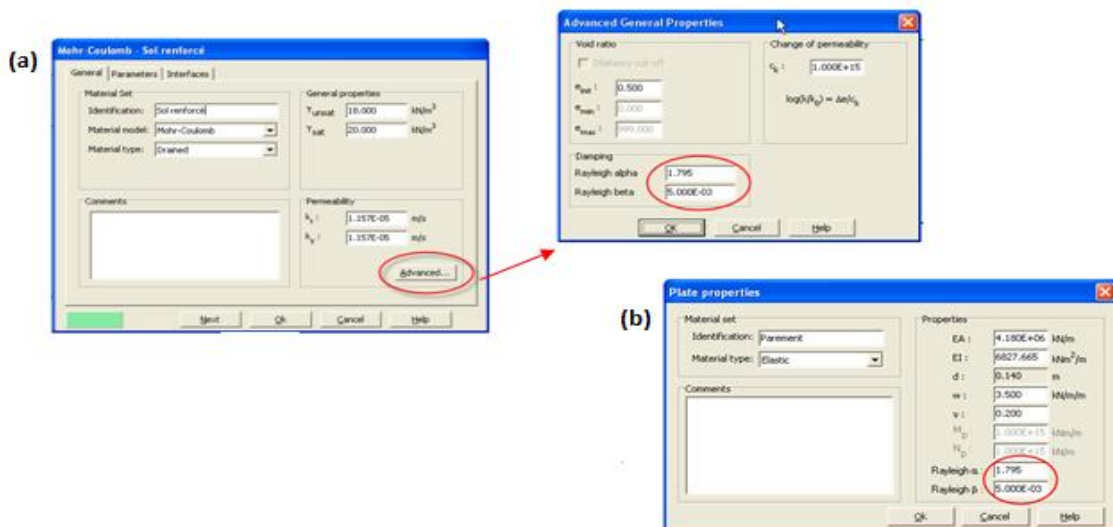 (a)
Mohr-Coulomb - Sol renforcé
General Parameters Interfaces
Material Set
Identification: Sol renforcé
Material model: Mohr-Coulomb
Material type: Drained
General properties
γunsat 18.000 kN/m³
γsat 20.000 kN/m³
Comments
Permeability
kx : 1.157E-05 m/s
ky : 1.157E-05 m/s
Advanced...
Next Ok Cancel Help
Advanced General Properties
Void ratio
Dilatancy cut-off
einit : 0.500
emin : 0.000
emax : 999.000
Change of permeability
ck : 1.000E+15
log(k/k0) = Δe/ck
Damping
Rayleigh alpha 1.795
Rayleigh beta 5.000E-03
OK Cancel Help
(b)
Plate properties
Material set
Identification: Parement
Material type: Elastic
Comments
Properties
EA : 4.180E+06 kN/m
EI : 6827.665 kNm²/m
d : 0.140 m
w : 3.500 kN/m/m
ν : 0.200
Mp : 1.000E+15 kNm/m
Np : 1.000E+15 kN/m
Rayleigh α : 1.795
Rayleigh β : 5.000E-03
Ok Cancel Help